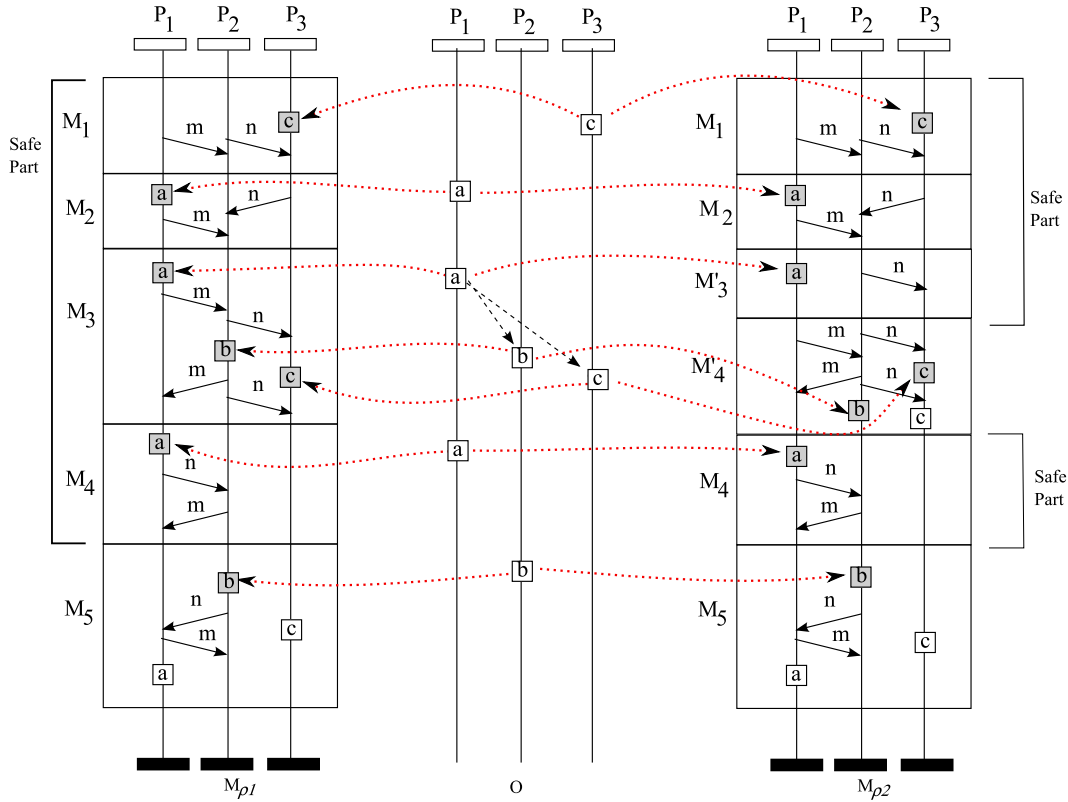 P1 P2 P3 P1 P2 P3 P1 P2 P3
M1 m n c c M1 m n c
Safe Part
M2 a n m a M2 a n m
Safe Part
M3 a m n a M'3 a n
b m c n b c M'4 m n m n c b c
M4 a n m a M4 a n m
Safe Part
M5 b n m c a b M5 b n m c a
Mρ1 O Mρ2